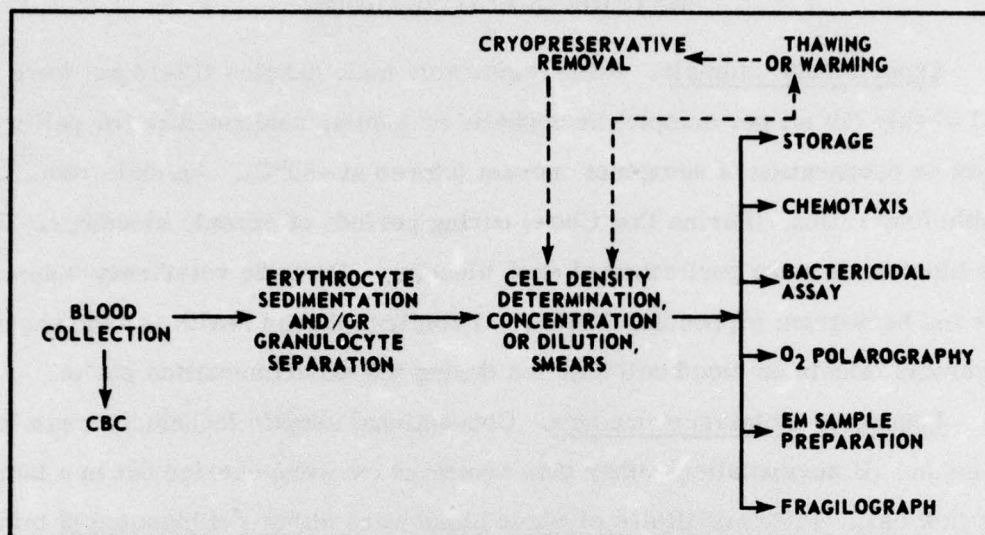 CRYOPRESERVATIVE
REMOVAL
THAWING
OR WARMING
STORAGE
CHEMOTAXIS
BACTERICIDAL
ASSAY
O₂ POLAROGRAPHY
EM SAMPLE
PREPARATION
FRAGILOGRAPH
BLOOD
COLLECTION
CBC
ERYTHROCYTE
SEDIMENTATION
AND/GR
GRANULOCYTE
SEPARATION
CELL DENSITY
DETERMINATION,
CONCENTRATION
OR DILUTION,
SMEARS